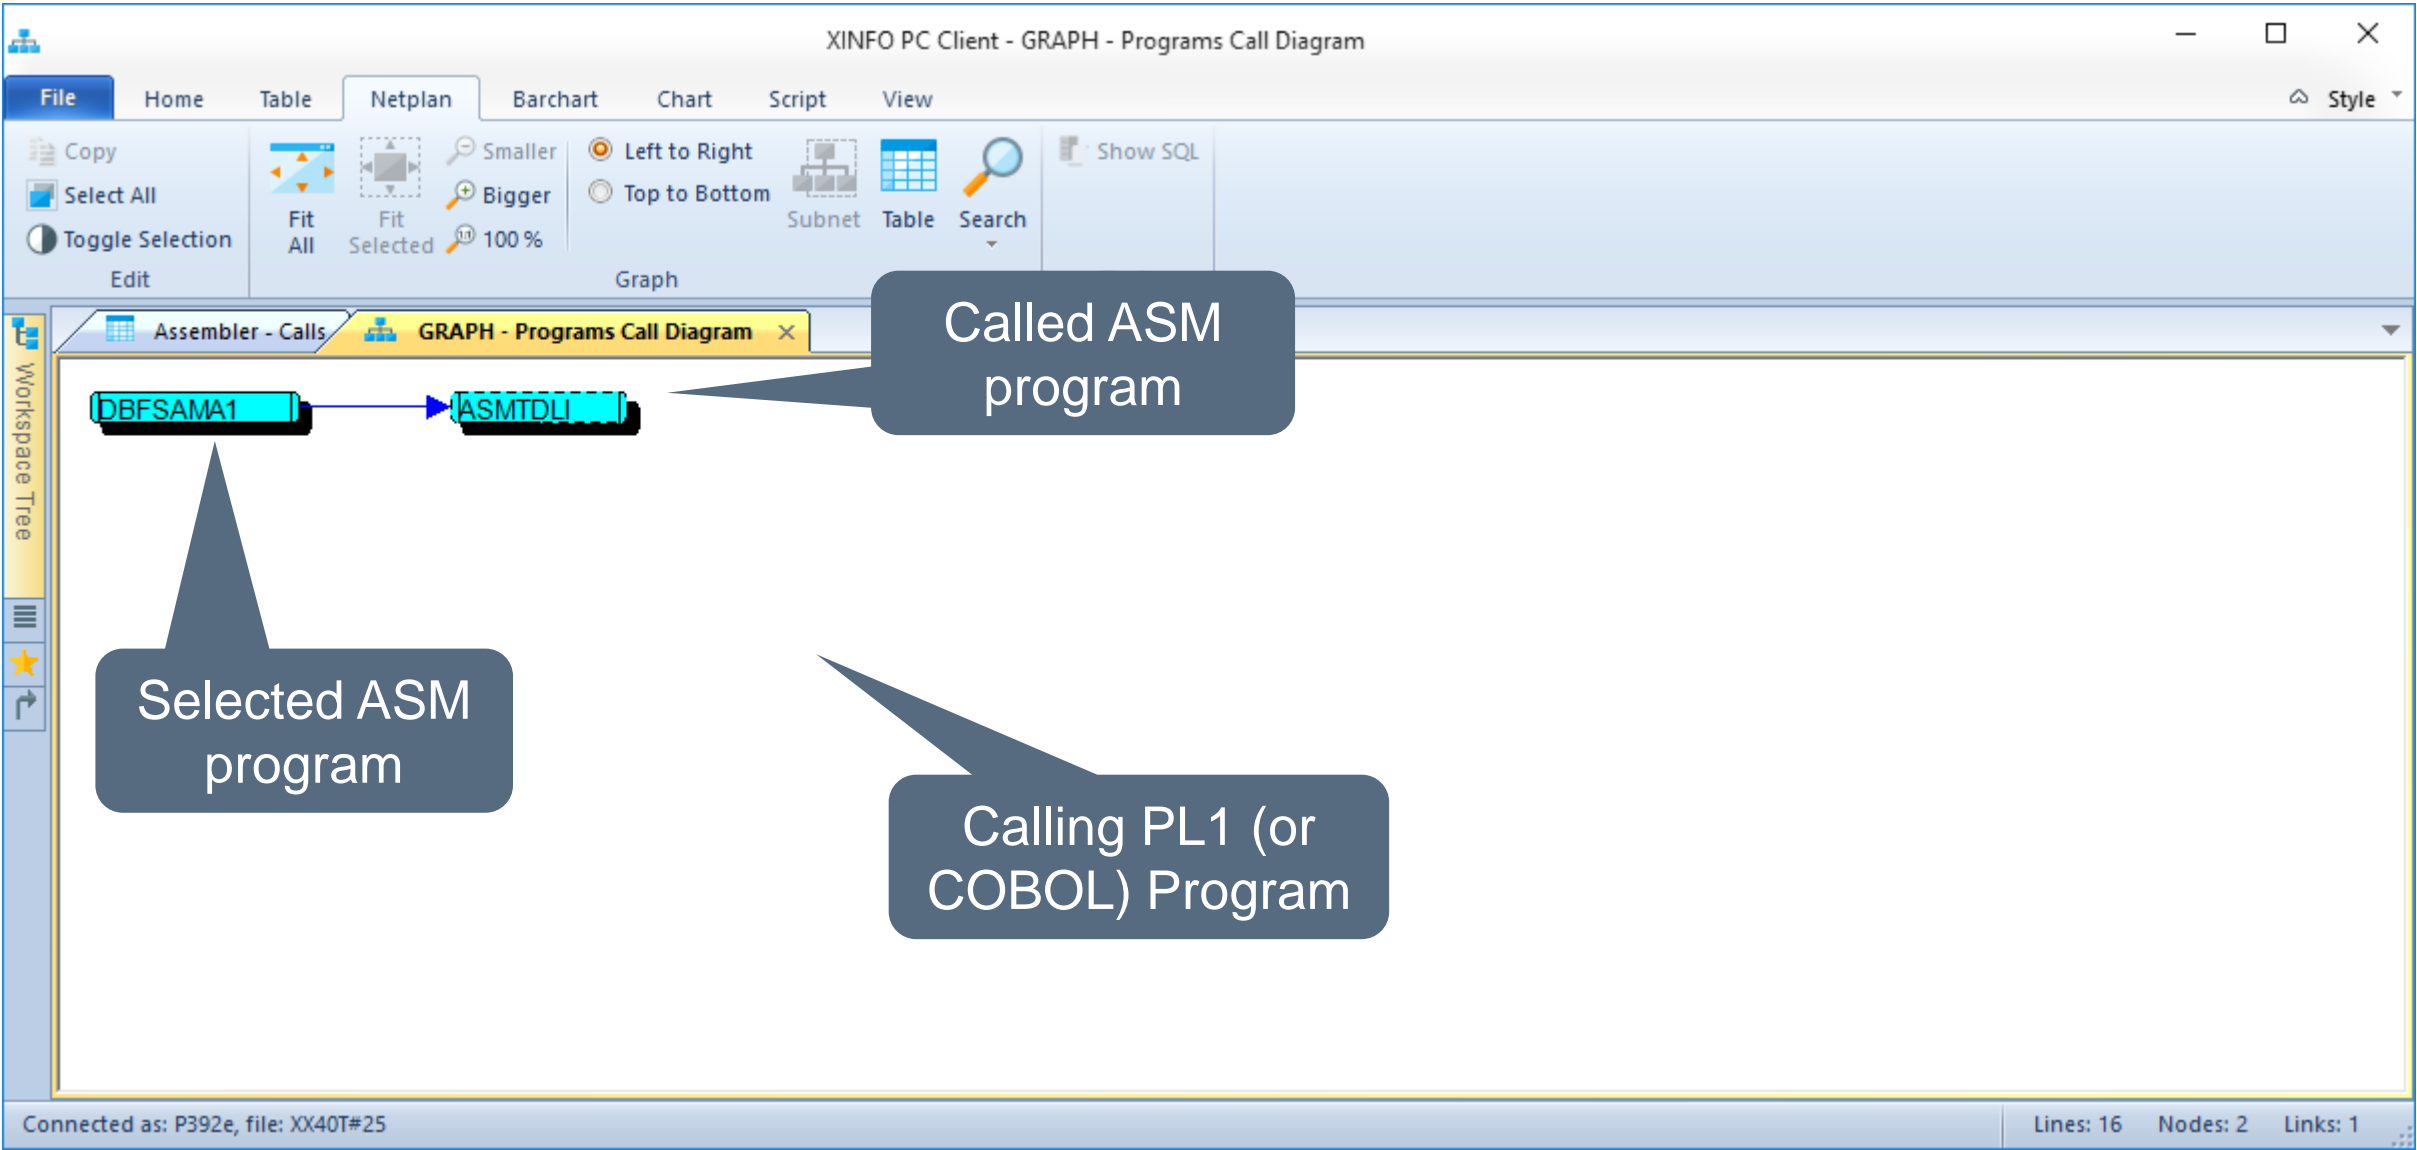 XINFO PC Client - GRAPH - Programs Call Diagram
File Home Table Netplan Barchart Chart Script View Style
Copy
Select All
Toggle Selection
Edit
Fit All
Fit Selected
Smaller
Bigger
100 %
Left to Right
Top to Bottom
Subnet
Table
Search
Graph
Show SQL
Assembler - Calls
GRAPH - Programs Call Diagram
Workspace Tree
DBFSAMA1
ASMTDLI
Called ASM
program
Selected ASM
program
Calling PL1 (or
COBOL) Program
Connected as: P392e, file: XX40T#25
Lines: 16 Nodes: 2 Links: 1